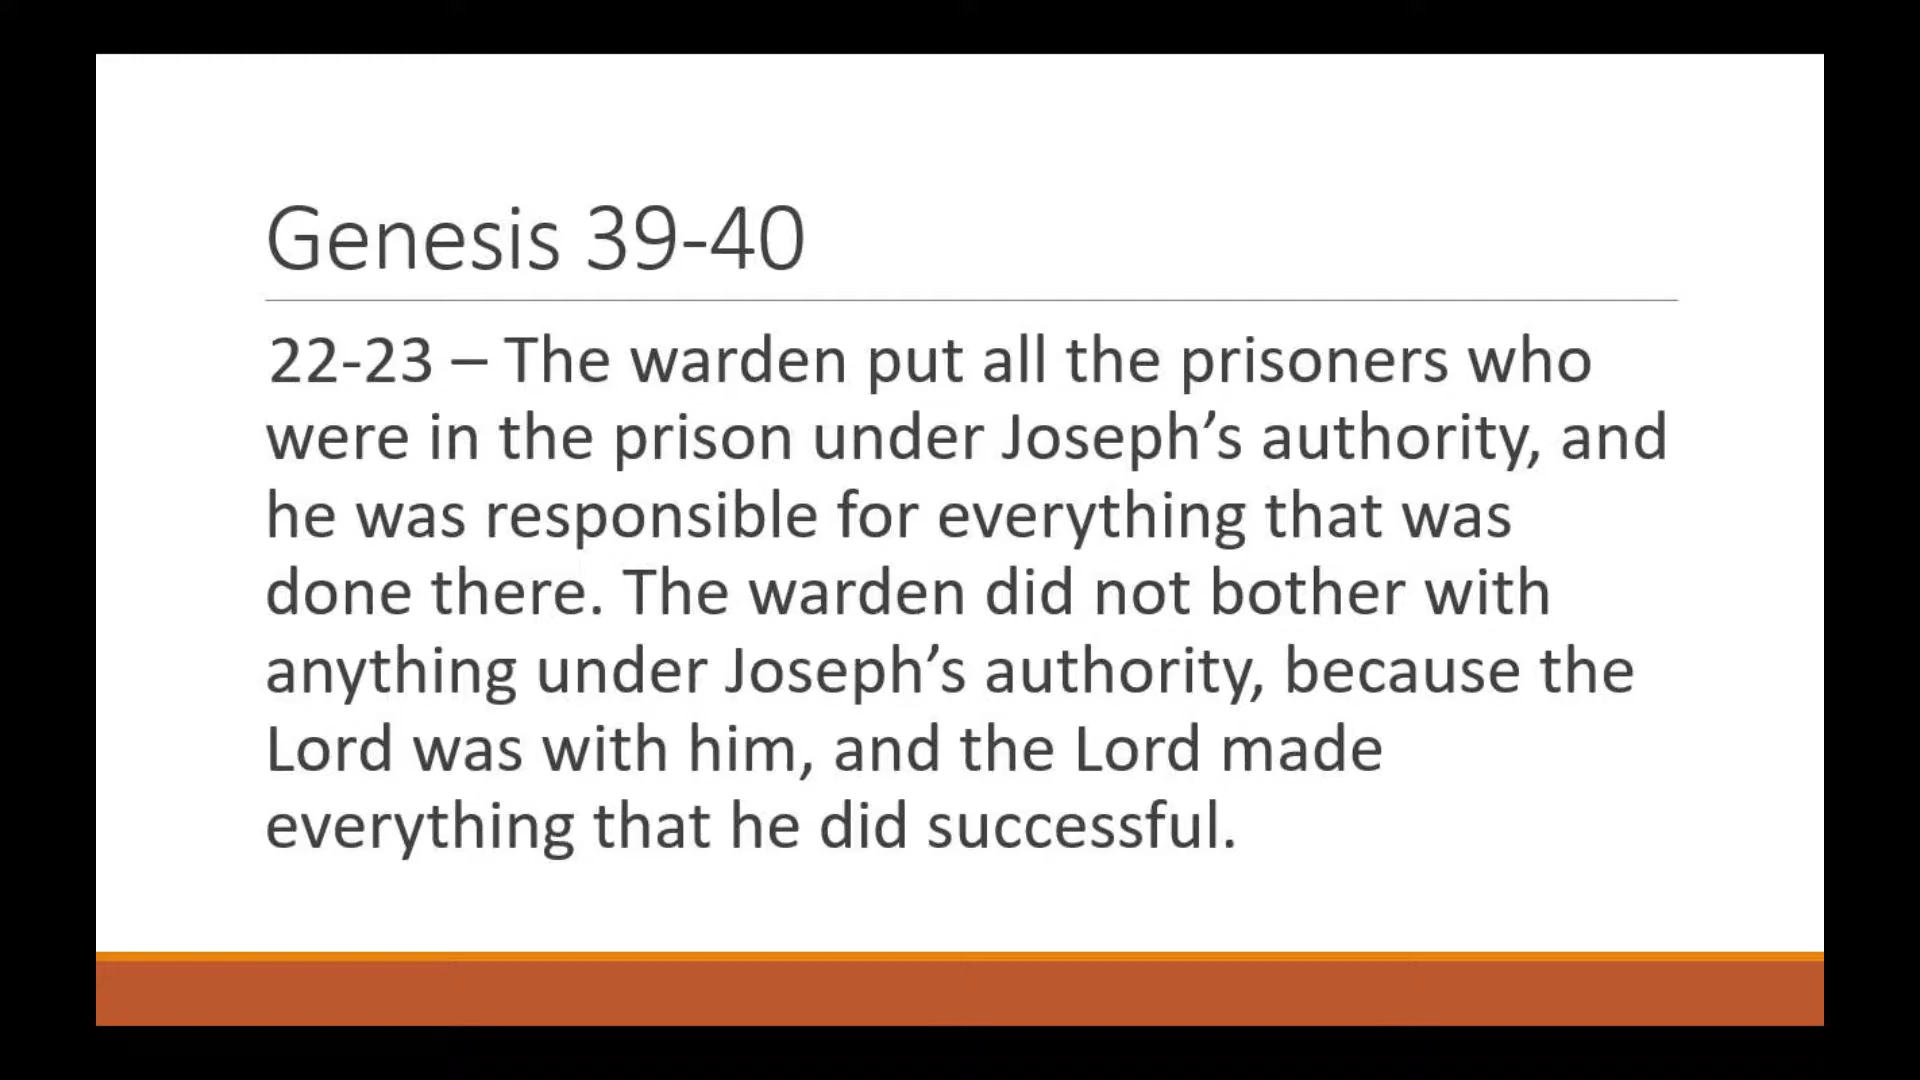 Genesis 39-40
22-23 – The warden put all the prisoners who
were in the prison under Joseph’s authority, and
he was responsible for everything that was
done there. The warden did not bother with
anything under Joseph’s authority, because the
Lord was with him, and the Lord made
everything that he did successful.